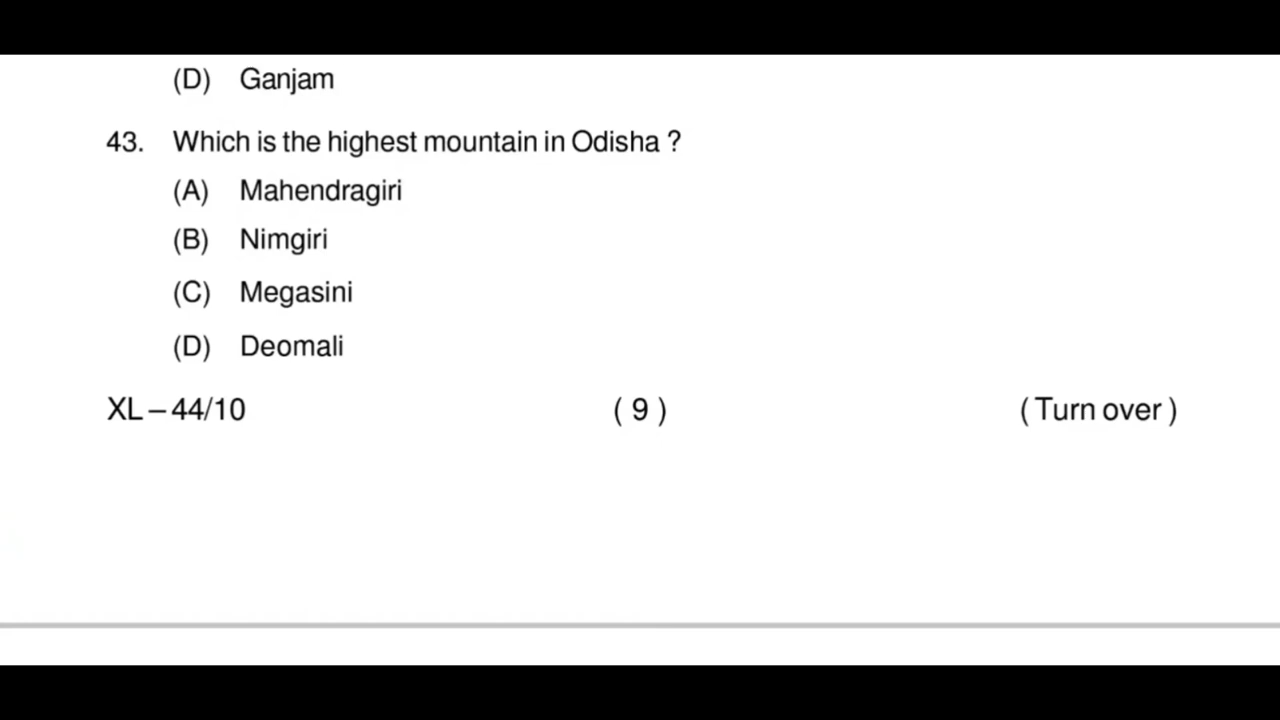 (D) Ganjam
43. Which is the highest mountain in Odisha ?
(A) Mahendragiri
(B) Nimgiri
(C) Megasini
(D) Deomali
XL – 44/10 ( 9 ) ( Turn over )